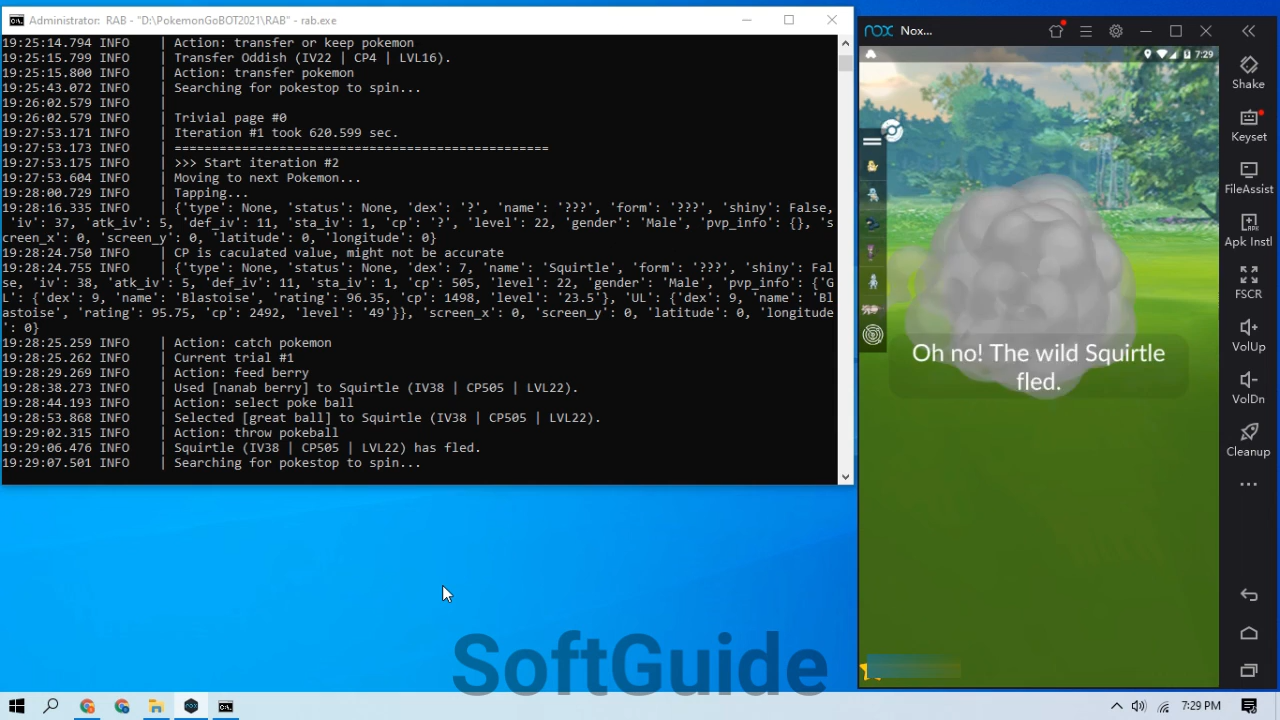 Administrator: RAB - "D:\PokemonGoBOT2021\RAB" - rab.exe
19:25:14.794 INFO | Action: transfer or keep pokemon
19:25:15.799 INFO | Transfer Oddish (IV22 | CP4 | LVL16).
19:25:15.800 INFO | Action: transfer pokemon
19:25:43.072 INFO | Searching for pokestop to spin...
19:26:02.579 INFO |
19:26:02.579 INFO | Trivial page #0
19:27:53.171 INFO | Iteration #1 took 620.599 sec.
19:27:53.173 INFO | ==================================================
19:27:53.175 INFO | >>> Start iteration #2
19:27:53.604 INFO | Moving to next Pokemon...
19:28:00.729 INFO | Tapping...
19:28:16.335 INFO | {'type': None, 'status': None, 'dex': '?', 'name': '???', 'form': '???', 'shiny': False,
'iv': 37, 'atk_iv': 5, 'def_iv': 11, 'sta_iv': 1, 'cp': '?', 'level': 22, 'gender': 'Male', 'pvp_info': {}, 's
creen_x': 0, 'screen_y': 0, 'latitude': 0, 'longitude': 0}
19:28:24.750 INFO | CP is caculated value, might not be accurate
19:28:24.755 INFO | {'type': None, 'status': None, 'dex': 7, 'name': 'Squirtle', 'form': '???', 'shiny': Fal
se, 'iv': 38, 'atk_iv': 5, 'def_iv': 11, 'sta_iv': 1, 'cp': 505, 'level': 22, 'gender': 'Male', 'pvp_info': {'G
L': {'dex': 9, 'name': 'Blastoise', 'rating': 96.35, 'cp': 1498, 'level': '23.5'}, 'UL': {'dex': 9, 'name': 'Bl
astoise', 'rating': 95.75, 'cp': 2492, 'level': '49'}}, 'screen_x': 0, 'screen_y': 0, 'latitude': 0, 'longitude
': 0}
19:28:25.259 INFO | Action: catch pokemon
19:28:25.262 INFO | Current trial #1
19:28:29.269 INFO | Action: feed berry
19:28:38.273 INFO | Used [nanab berry] to Squirtle (IV38 | CP505 | LVL22).
19:28:44.193 INFO | Action: select poke ball
19:28:53.868 INFO | Selected [great ball] to Squirtle (IV38 | CP505 | LVL22).
19:29:02.315 INFO | Action: throw pokeball
19:29:06.476 INFO | Squirtle (IV38 | CP505 | LVL22) has fled.
19:29:07.501 INFO | Searching for pokestop to spin...
nox Nox...
7:29
Oh no! The wild Squirtle
fled.
Shake
Keyset
FileAssist
Apk Instl
FSCR
VolUp
VolDn
Cleanup
SoftGuide
7:29 PM